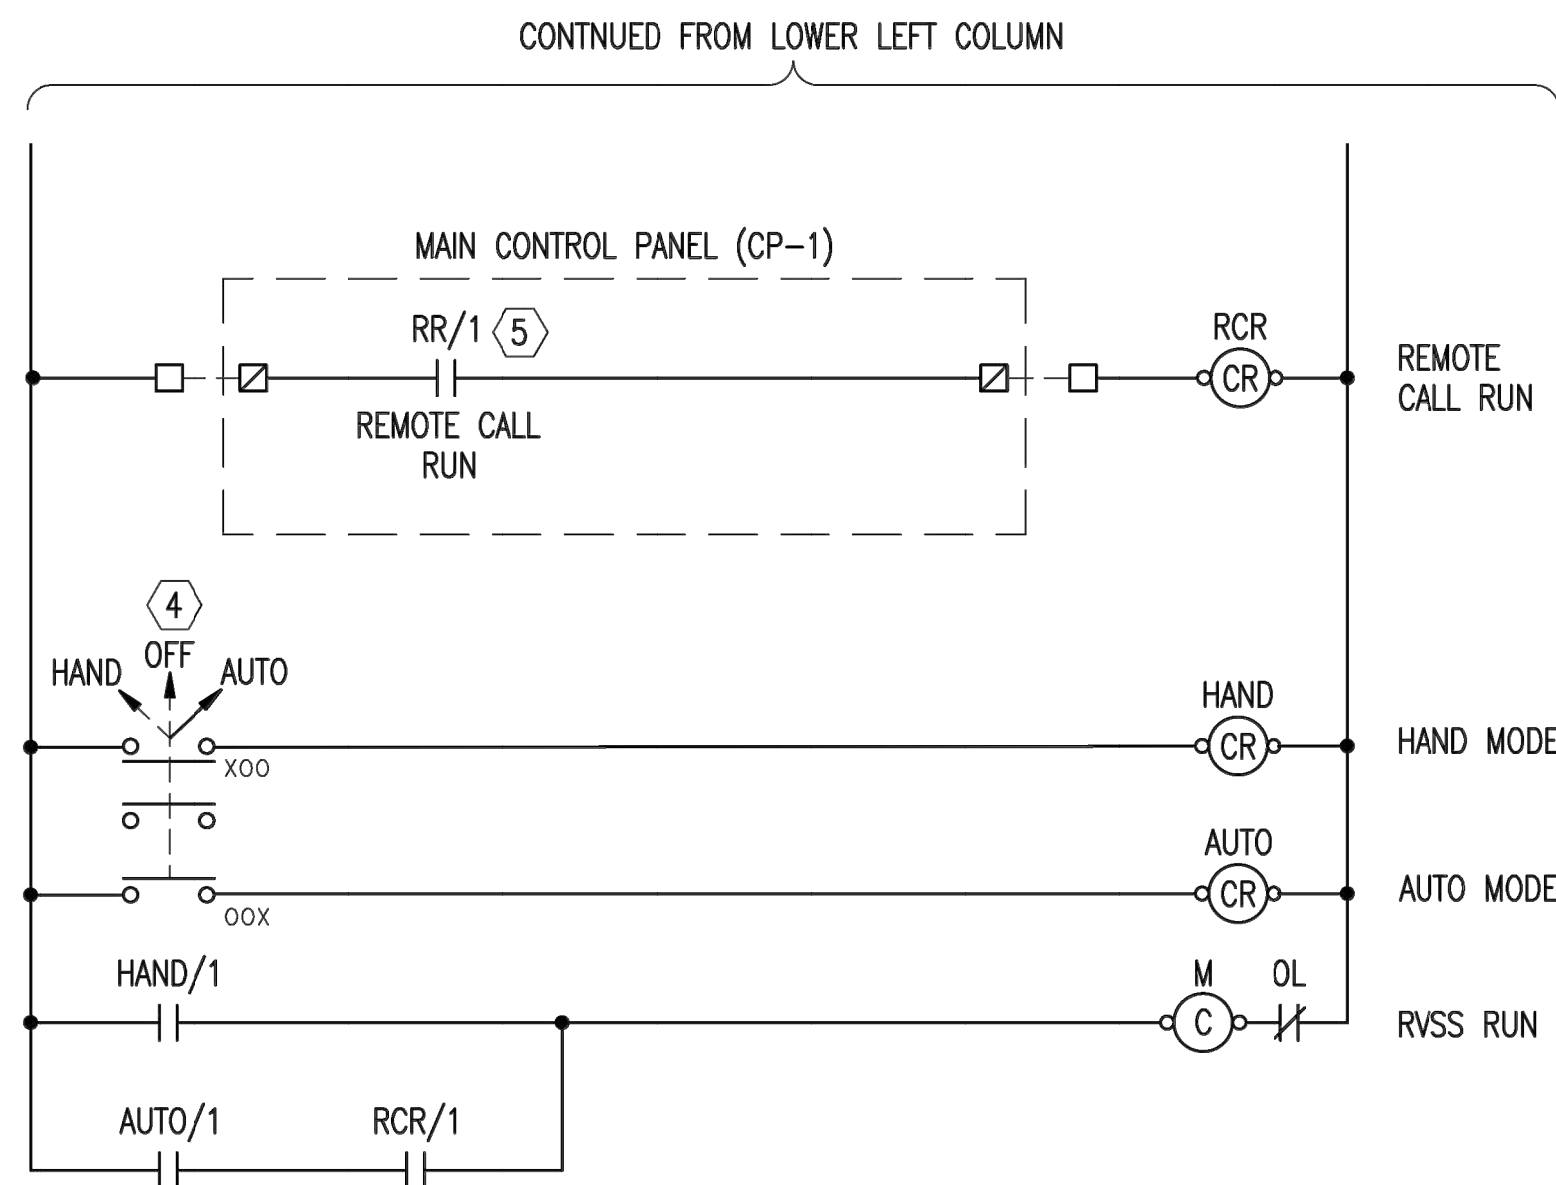 CONTNUED FROM LOWER LEFT COLUMN
MAIN CONTROL PANEL (CP-1)
RR/1 5
REMOTE CALL
RUN
RCR
CR
REMOTE
CALL RUN
4
HAND OFF AUTO
XOO
HAND
CR
HAND MODE
OOX
AUTO
CR
AUTO MODE
HAND/1
M OL
C
RVSS RUN
AUTO/1 RCR/1